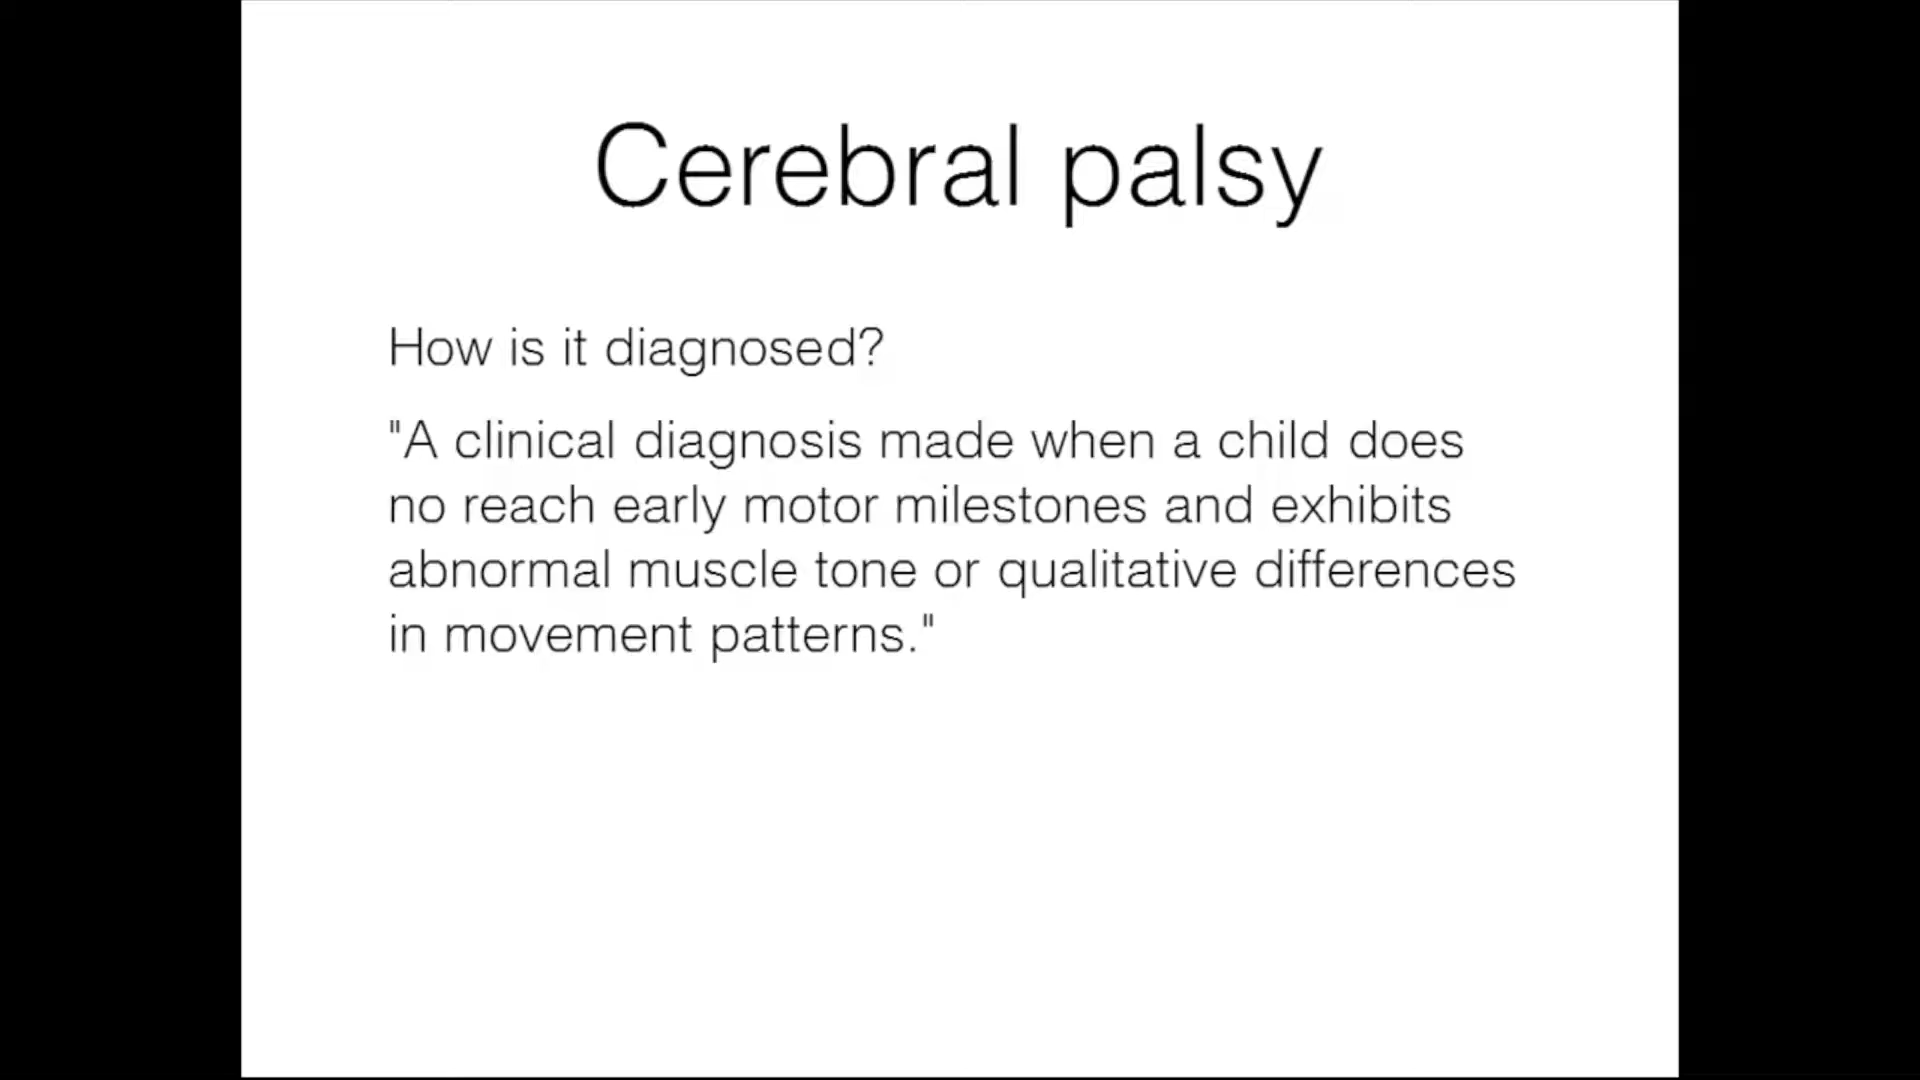 Cerebral palsy
How is it diagnosed?
"A clinical diagnosis made when a child does
no reach early motor milestones and exhibits
abnormal muscle tone or qualitative differences
in movement patterns."